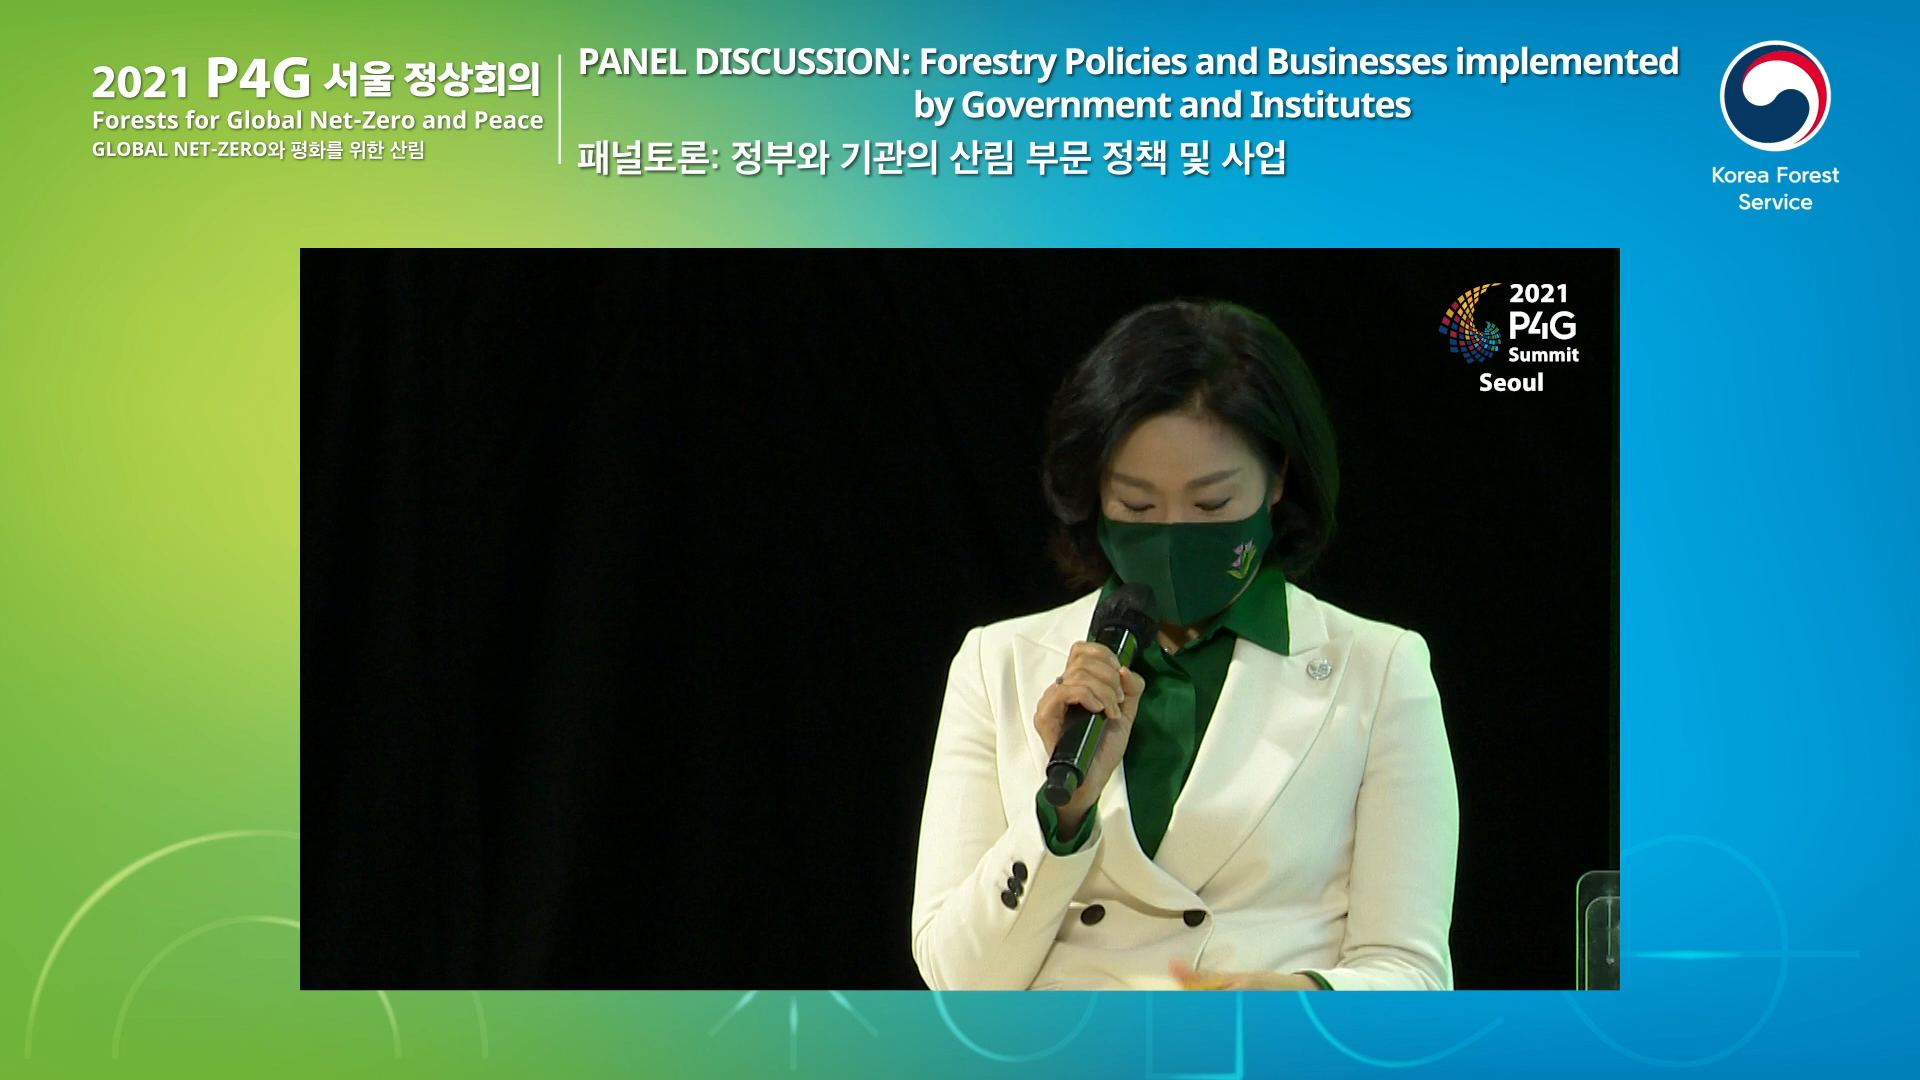 2021 P4G 서울 정상회의
Forests for Global Net-Zero and Peace
GLOBAL NET-ZERO와 평화를 위한 산림
PANEL DISCUSSION: Forestry Policies and Businesses implemented
by Government and Institutes
패널토론: 정부와 기관의 산림 부문 정책 및 사업
Korea Forest
Service
2021
P4G
Summit
Seoul